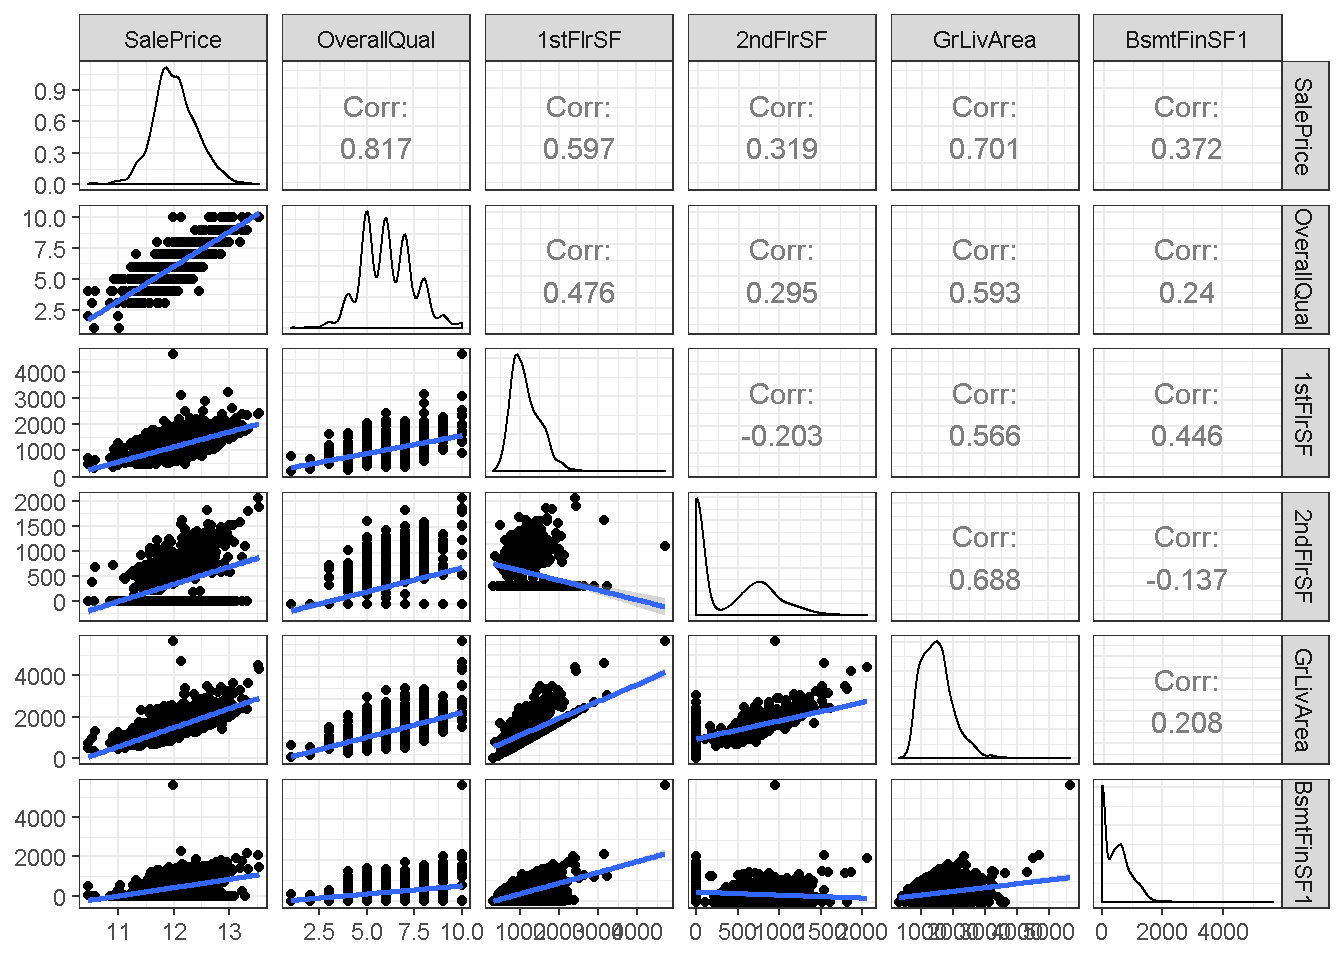 SalePrice OverallQual 1stFlrSF 2ndFlrSF GrLivArea BsmtFinSF1
0.9
0.6
0.3
0.0
Corr: Corr: Corr: Corr: Corr:
0.817 0.597 0.319 0.701 0.372
SalePrice
10.0
7.5
5.0
2.5
Corr: Corr: Corr: Corr:
0.476 0.295 0.593 0.24
OverallQual
4000
3000
2000
1000
0
Corr: Corr: Corr:
-0.203 0.566 0.446
1stFlrSF
2000
1500
1000
500
0
Corr: Corr:
0.688 -0.137
2ndFlrSF
4000
2000
0
Corr:
0.208
GrLivArea
4000
2000
0
BsmtFinSF1
11 12 13 2.5 5.0 7.5 10.0 1000 2000 3000 4000 0 500 1000 1500 2000 1000 2000 3000 4000 5000 0 2000 4000